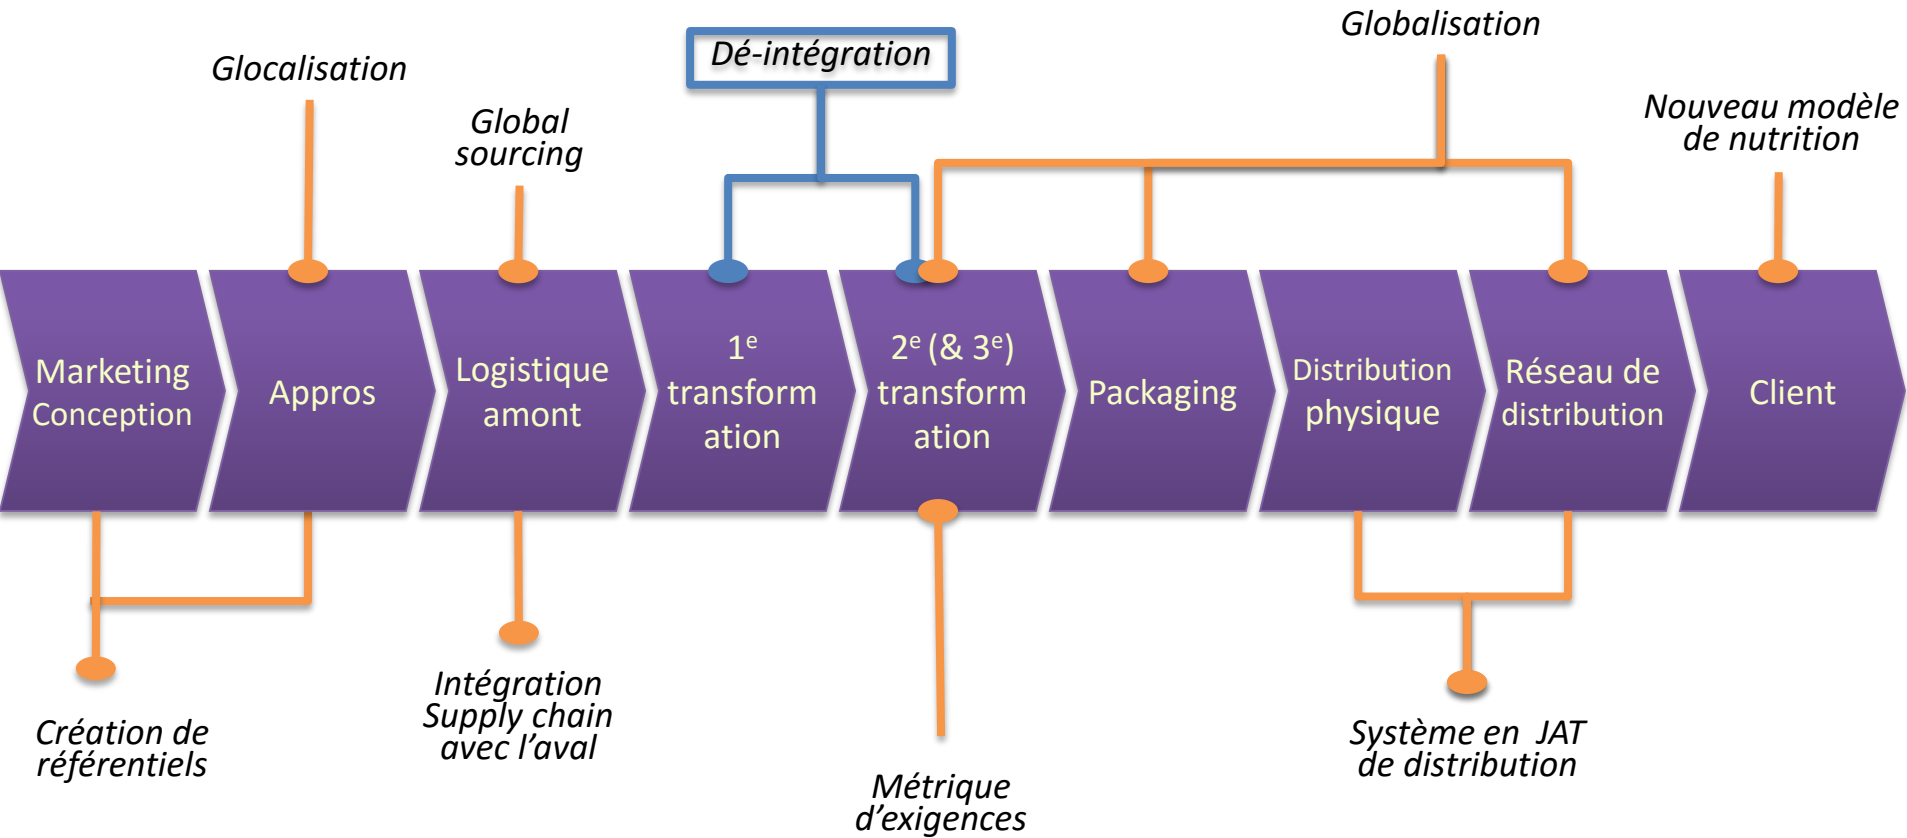 Globalisation
Dé-intégration
Glocalisation
Global
sourcing
Nouveau modèle
de nutrition
Marketing
Conception
Appros
Logistique
amont
1e
transform
ation
2e (& 3e)
transform
ation
Packaging
Distribution
physique
Réseau de
distribution
Client
Création de
référentiels
Intégration
Supply chain
avec l’aval
Métrique
d’exigences
Système en JAT
de distribution